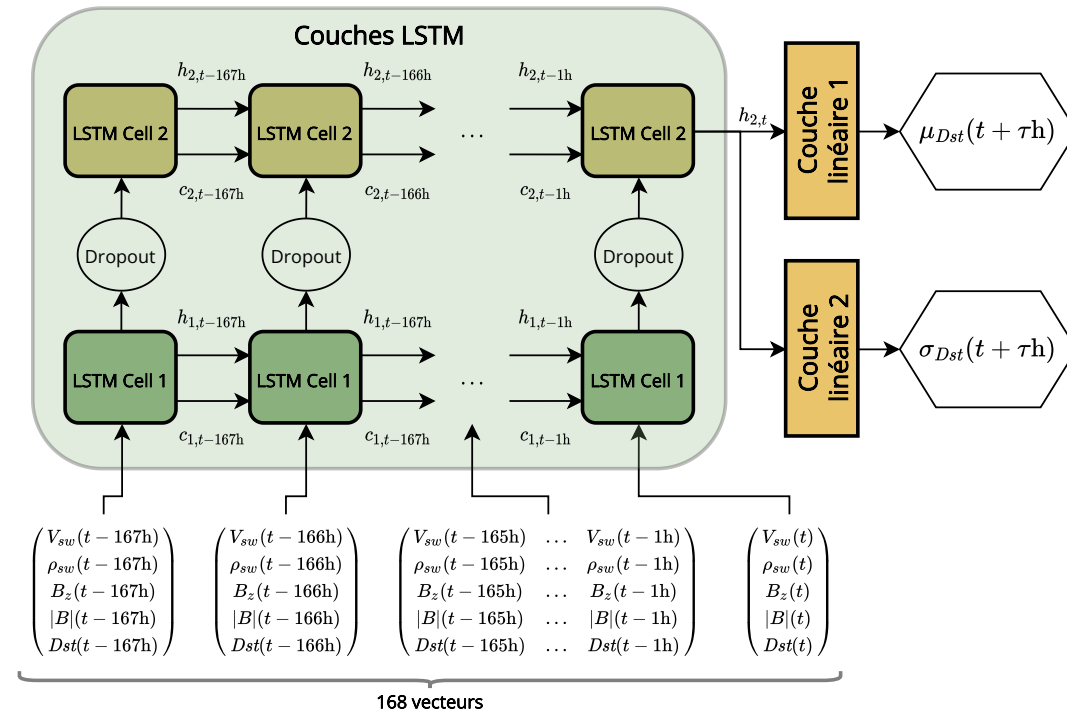 Couches LSTM
h_{2,t−167h} h_{2,t−166h} h_{2,t−1h}
LSTM Cell 2 LSTM Cell 2 … LSTM Cell 2
h_{2,t}
c_{2,t−167h} c_{2,t−166h} c_{2,t−1h}
Couche
linéaire 1
μ_{Dst}(t + τh)
Dropout Dropout Dropout
h_{1,t−167h} h_{1,t−167h} h_{1,t−1h}
LSTM Cell 1 LSTM Cell 1 … LSTM Cell 1
c_{1,t−167h} c_{1,t−167h} c_{1,t−1h}
Couche
linéaire 2
σ_{Dst}(t + τh)
V_{sw}(t − 167h) V_{sw}(t − 166h) V_{sw}(t − 165h) … V_{sw}(t − 1h) V_{sw}(t)
ρ_{sw}(t − 167h) ρ_{sw}(t − 166h) ρ_{sw}(t − 165h) … ρ_{sw}(t − 1h) ρ_{sw}(t)
B_z(t − 167h) B_z(t − 166h) B_z(t − 165h) … B_z(t − 1h) B_z(t)
|B|(t − 167h) |B|(t − 166h) |B|(t − 165h) … |B|(t − 1h) |B|(t)
Dst(t − 167h) Dst(t − 166h) Dst(t − 165h) … Dst(t − 1h) Dst(t)
168 vecteurs